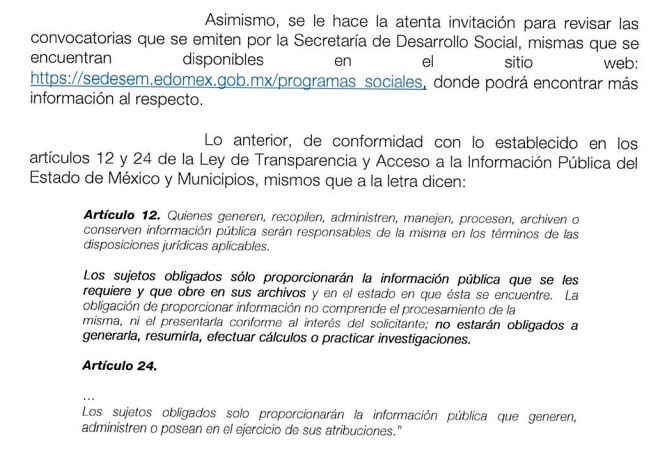 Asimismo, se le hace la atenta invitación para revisar las
convocatorias que se emiten por la Secretaría de Desarrollo Social, mismas que se
encuentran disponibles en el sitio web:
https://sedesem.edomex.gob.mx/programas_sociales, donde podrá encontrar más
información al respecto.
Lo anterior, de conformidad con lo establecido en los
artículos 12 y 24 de la Ley de Transparencia y Acceso a la Información Pública del
Estado de México y Municipios, mismos que a la letra dicen:
Artículo 12. Quienes generen, recopilen, administren, manejen, procesen, archiven o
conserven información pública serán responsables de la misma en los términos de las
disposiciones jurídicas aplicables.
Los sujetos obligados sólo proporcionarán la información pública que se les
requiere y que obre en sus archivos y en el estado en que ésta se encuentre. La
obligación de proporcionar información no comprende el procesamiento de la
misma, ni el presentarla conforme al interés del solicitante; no estarán obligados a
generarla, resumirla, efectuar cálculos o practicar investigaciones.
Artículo 24.
...
Los sujetos obligados solo proporcionarán la información pública que generen,
administren o posean en el ejercicio de sus atribuciones."